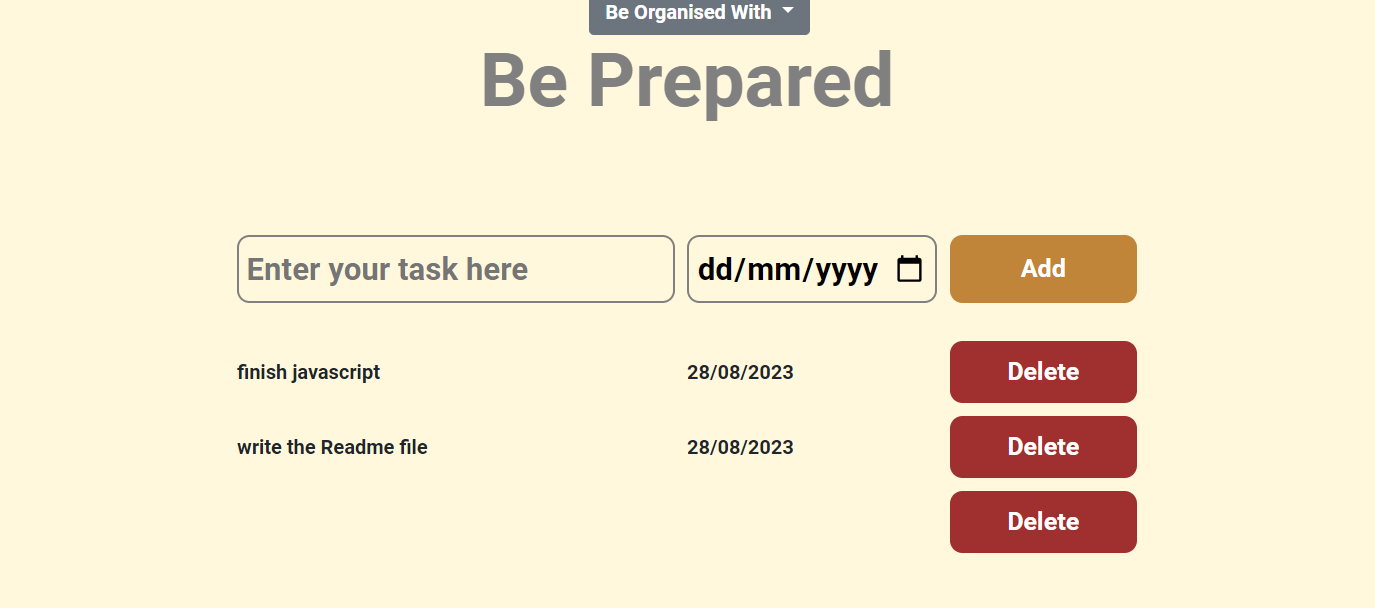 Be Organised With
Be Prepared
Enter your task here dd/mm/yyyy Add
finish javascript 28/08/2023 Delete
write the Readme file 28/08/2023 Delete
Delete